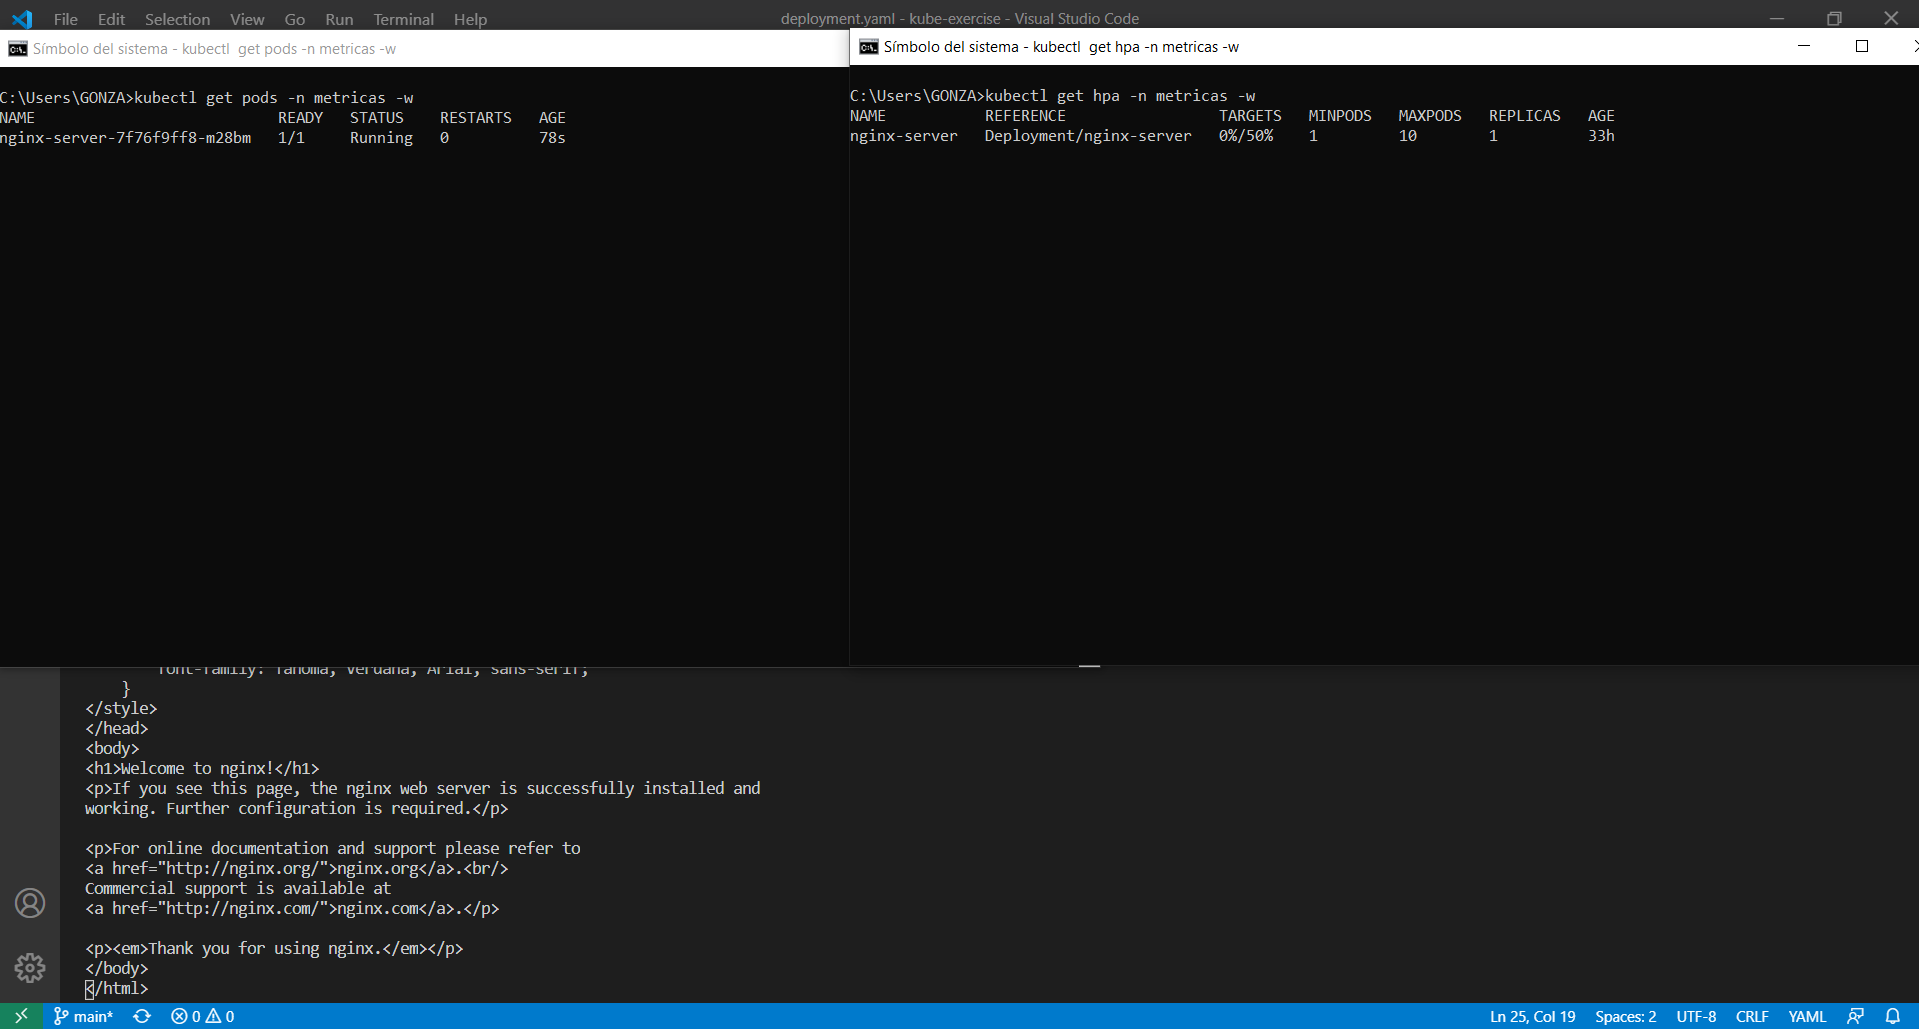 File Edit Selection View Go Run Terminal Help
deployment.yaml - kube-exercise - Visual Studio Code
Símbolo del sistema - kubectl  get pods -n metricas -w
C:\Users\GONZA>kubectl get pods -n metricas -w
NAME READY STATUS RESTARTS AGE
nginx-server-7f76f9ff8-m28bm 1/1 Running 0 78s
Símbolo del sistema - kubectl  get hpa -n metricas -w
C:\Users\GONZA>kubectl get hpa -n metricas -w
NAME REFERENCE TARGETS MINPODS MAXPODS REPLICAS AGE
nginx-server Deployment/nginx-server 0%/50% 1 10 1 33h
font-family: Tahoma, Verdana, Arial, sans-serif;
}
</style>
</head>
<body>
<h1>Welcome to nginx!</h1>
<p>If you see this page, the nginx web server is successfully installed and
working. Further configuration is required.</p>
<p>For online documentation and support please refer to
<a href="http://nginx.org/">nginx.org</a>.<br/>
Commercial support is available at
<a href="http://nginx.com/">nginx.com</a>.</p>
<p><em>Thank you for using nginx.</em></p>
</body>
</html>
main* 0 0 Ln 25, Col 19 Spaces: 2 UTF-8 CRLF YAML